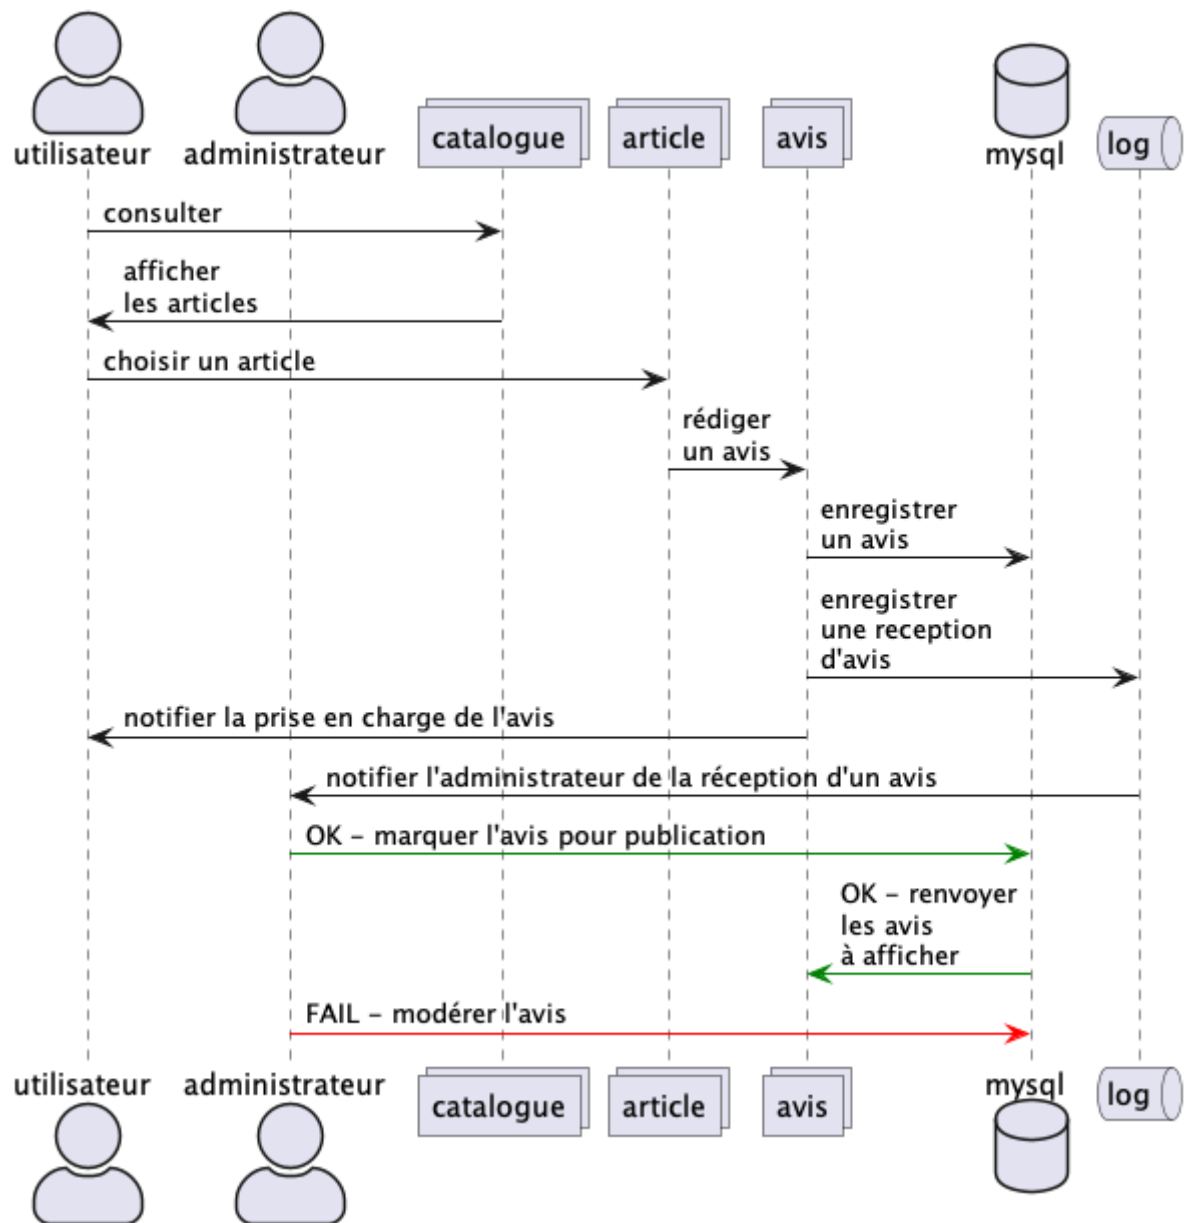 utilisateur
administrateur
catalogue
article
avis
mysql
log
consulter
afficher
les articles
choisir un article
rédiger
un avis
enregistrer
un avis
enregistrer
une reception
d'avis
notifier la prise en charge de l'avis
notifier l'administrateur de la réception d'un avis
OK – marquer l'avis pour publication
OK – renvoyer
les avis
à afficher
FAIL – modérer l'avis
utilisateur
administrateur
catalogue
article
avis
mysql
log